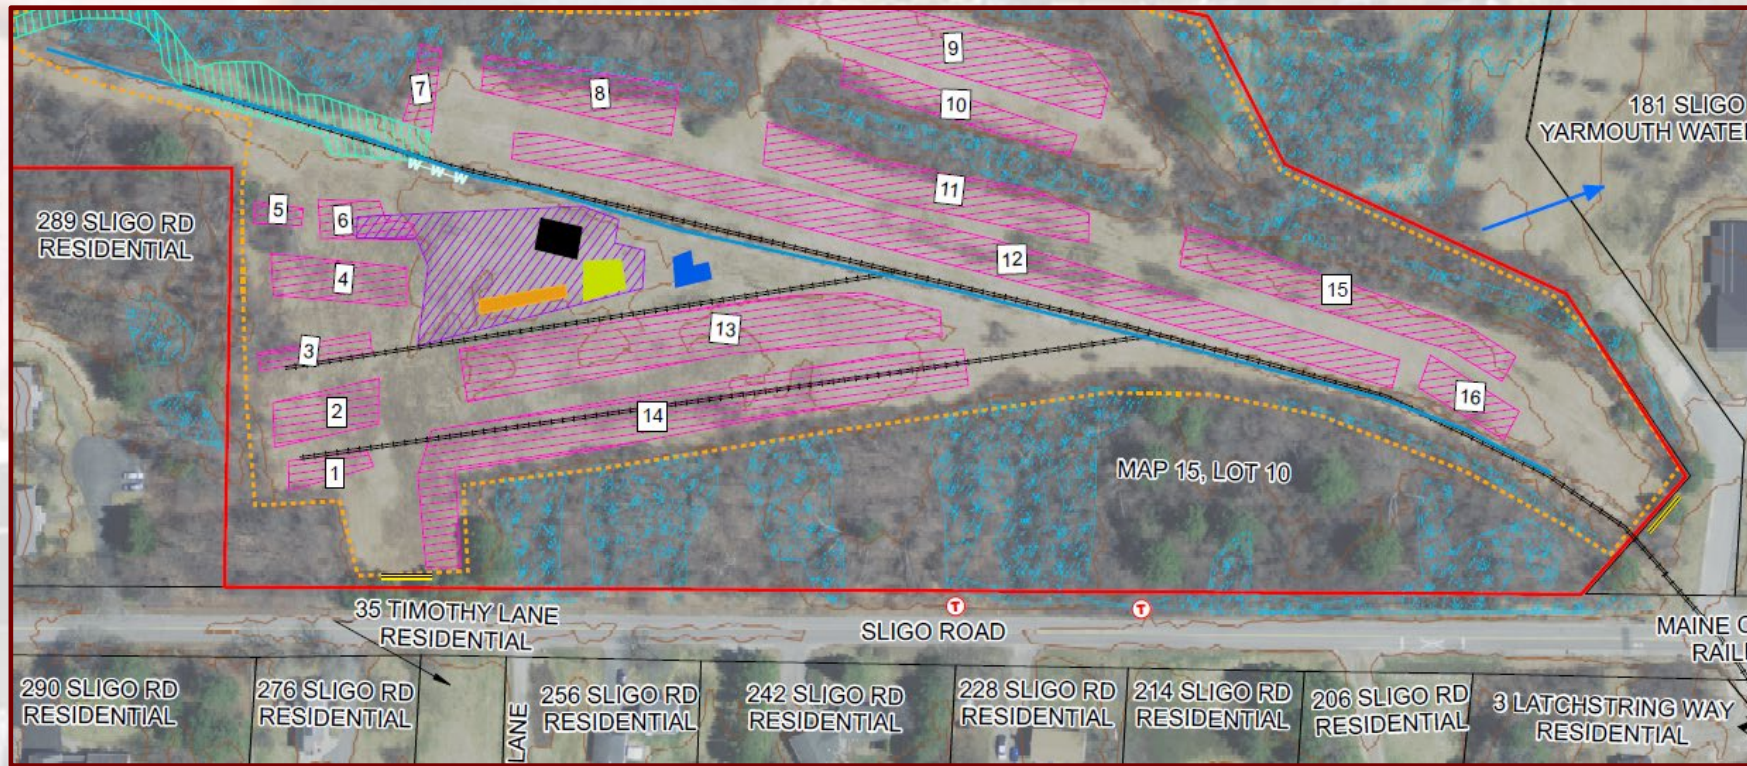 9
7
8
10
181 SLIGO
YARMOUTH WATE
W W W
11
5
6
289 SLIGO RD
RESIDENTIAL
12
4
15
13
3
16
2
14
1
MAP 15, LOT 10
T
T
35 TIMOTHY LANE
RESIDENTIAL
SLIGO ROAD
MAINE C
RAIL
290 SLIGO RD
RESIDENTIAL
276 SLIGO RD
RESIDENTIAL
LANE
256 SLIGO RD
RESIDENTIAL
242 SLIGO RD
RESIDENTIAL
228 SLIGO RD
RESIDENTIAL
214 SLIGO RD
RESIDENTIAL
206 SLIGO RD
RESIDENTIAL
3 LATCHSTRING WAY
RESIDENTIAL